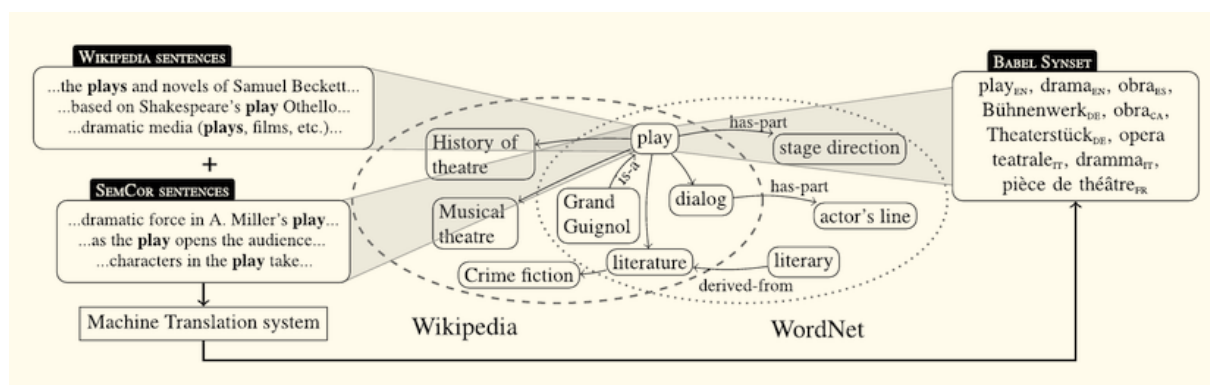 WIKIPEDIA SENTENCES
...the plays and novels of Samuel Beckett...
...based on Shakespeare's play Othello...
...dramatic media (plays, films, etc.)...
+
SEMCOR SENTENCES
...dramatic force in A. Miller's play...
...as the play opens the audience...
...characters in the play take...
Machine Translation system
History of
theatre
Musical
theatre
Crime fiction
play
is-a
Grand
Guignol
dialog
literature
has-part
stage direction
has-part
actor's line
literary
derived-from
Wikipedia
WordNet
BABEL SYNSET
playEN, dramaEN, obraES,
BühnenwerkDE, obraCA,
TheaterstückDE, opera
teatraleIT, drammaIT,
pièce de théâtreFR